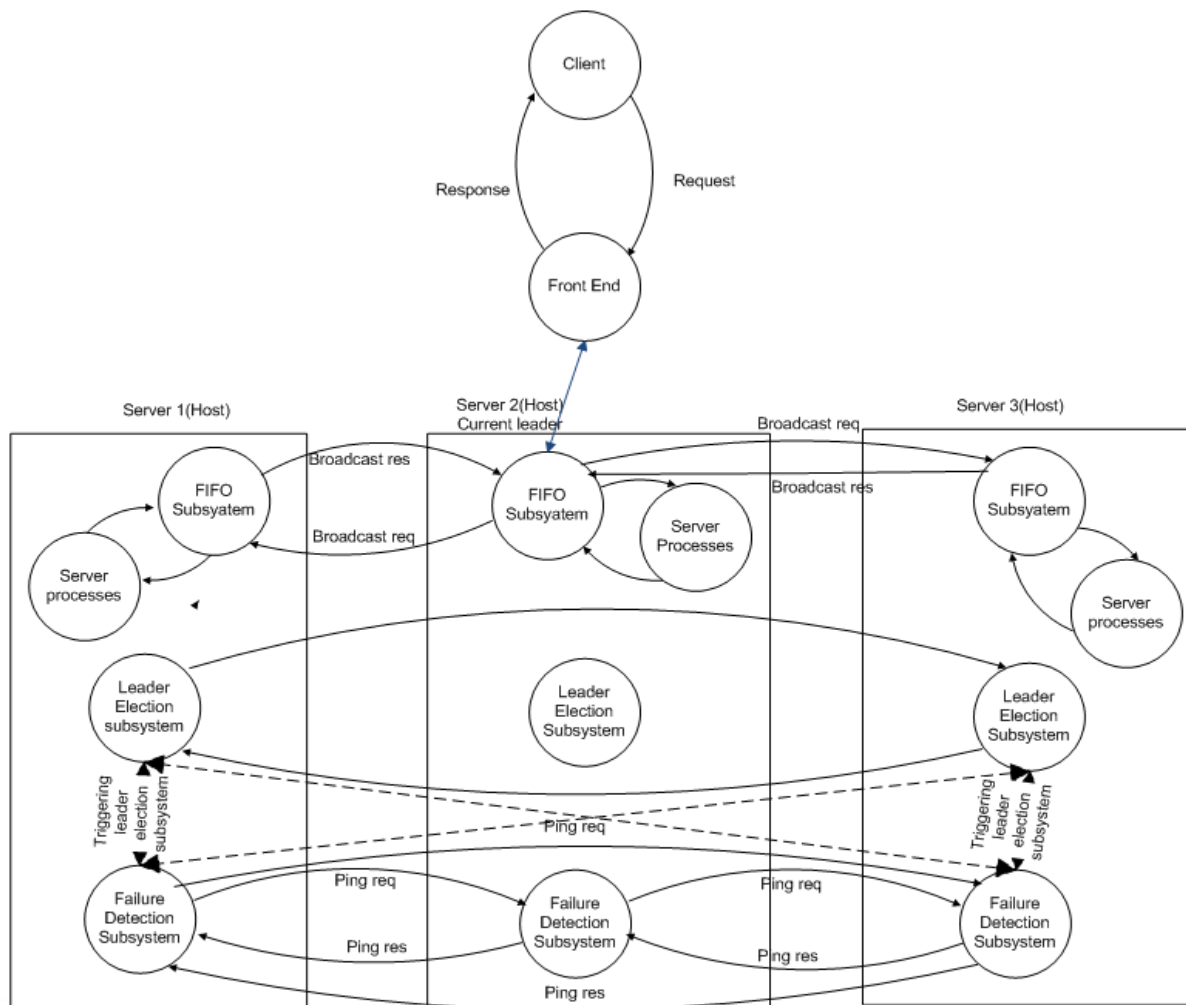 Client
Response
Request
Front End
Server 1(Host)
Server 2(Host)
Current leader
Server 3(Host)
Broadcast req
Broadcast res
Broadcast res
FIFO
Subsyatem
FIFO
Subsyatem
FIFO
Subsyatem
Broadcast req
Server
Processes
Server
processes
Server
processes
Leader
Election
subsystem
Leader
Election
Subsystem
Leader
Election
Subsystem
Triggering
leader
election
subsystem
Triggering
leader
election
subsystem
Ping req
Ping req
Ping req
Failure
Detection
Subsystem
Failure
Detection
Subsystem
Failure
Detection
Subsystem
Ping res
Ping res
Ping res